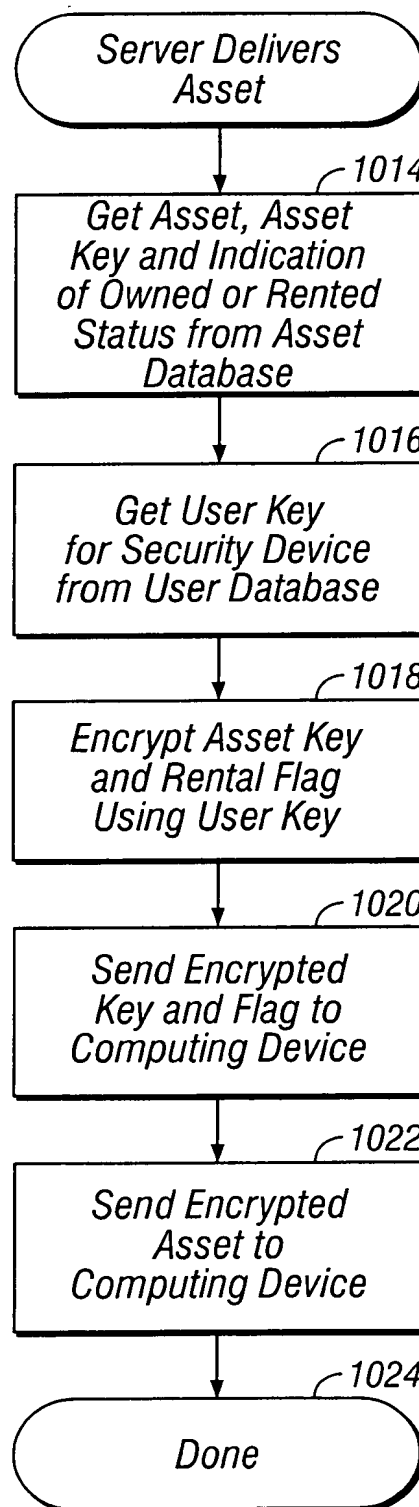 Server Delivers
Asset
1014
Get Asset, Asset
Key and Indication
of Owned or Rented
Status from Asset
Database
1016
Get User Key
for Security Device
from User Database
1018
Encrypt Asset Key
and Rental Flag
Using User Key
1020
Send Encrypted
Key and Flag to
Computing Device
1022
Send Encrypted
Asset to
Computing Device
1024
Done